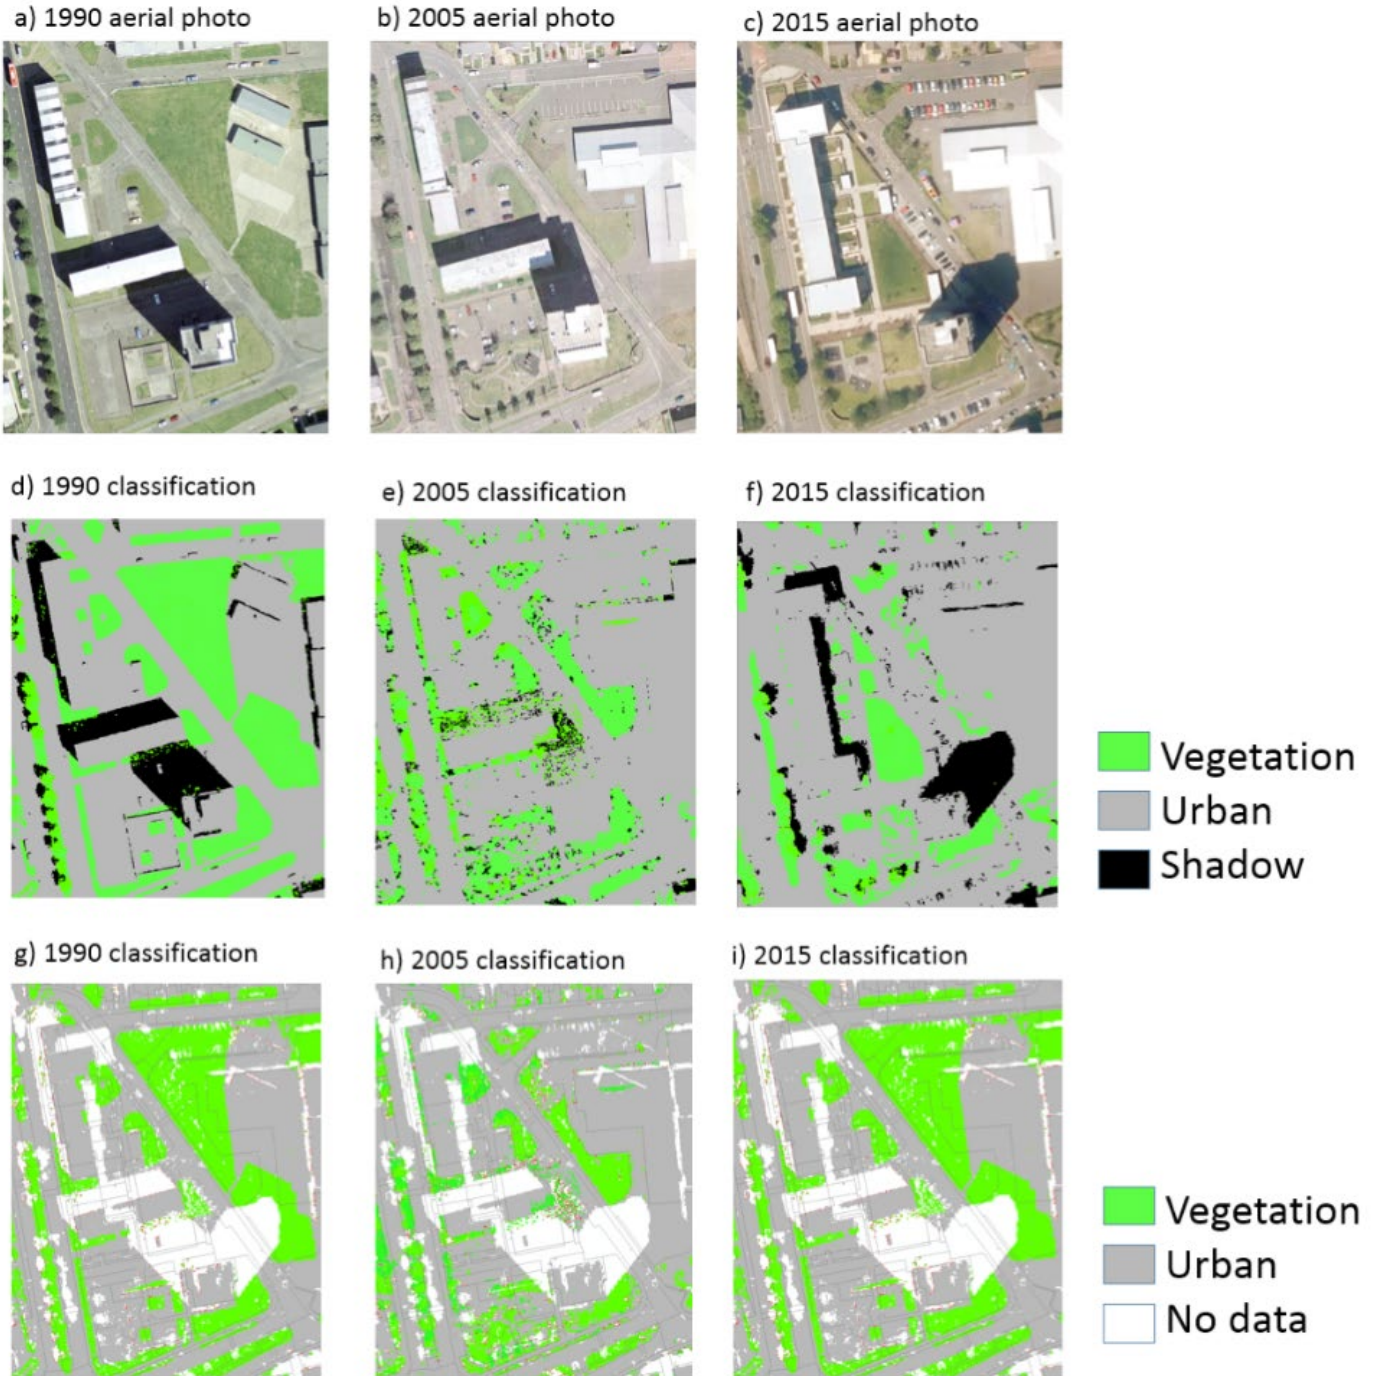 a) 1990 aerial photo
b) 2005 aerial photo
c) 2015 aerial photo
d) 1990 classification
e) 2005 classification
f) 2015 classification
Vegetation
Urban
Shadow
g) 1990 classification
h) 2005 classification
i) 2015 classification
Vegetation
Urban
No data